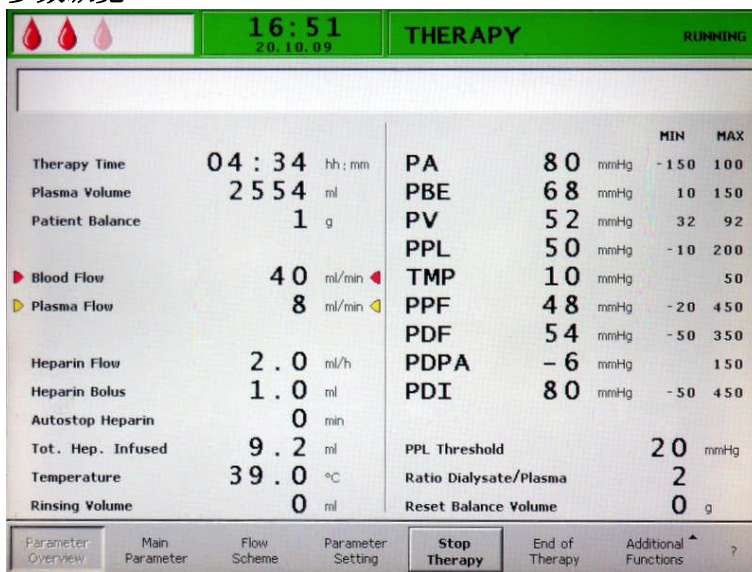 16:51
20.10.09
THERAPY
RUNNING
MIN MAX
Therapy Time 04:34 hh:mm
Plasma Volume 2554 ml
Patient Balance 1 g
Blood Flow 40 ml/min
Plasma Flow 8 ml/min
Heparin Flow 2.0 ml/h
Heparin Bolus 1.0 ml
Autostop Heparin 0 min
Tot. Hep. Infused 9.2 ml
Temperature 39.0 °C
Rinsing Volume 0 ml
PA 80 mmHg -150 100
PBE 68 mmHg 10 150
PV 52 mmHg 32 92
PPL 50 mmHg -10 200
TMP 10 mmHg 50
PPF 48 mmHg -20 450
PDF 54 mmHg -50 350
PDPA -6 mmHg 150
PDI 80 mmHg -50 450
PPL Threshold 20 mmHg
Ratio Dialysate/Plasma 2
Reset Balance Volume 0 g
Parameter Overview
Main Parameter
Flow Scheme
Parameter Setting
Stop Therapy
End of Therapy
Additional Functions
?